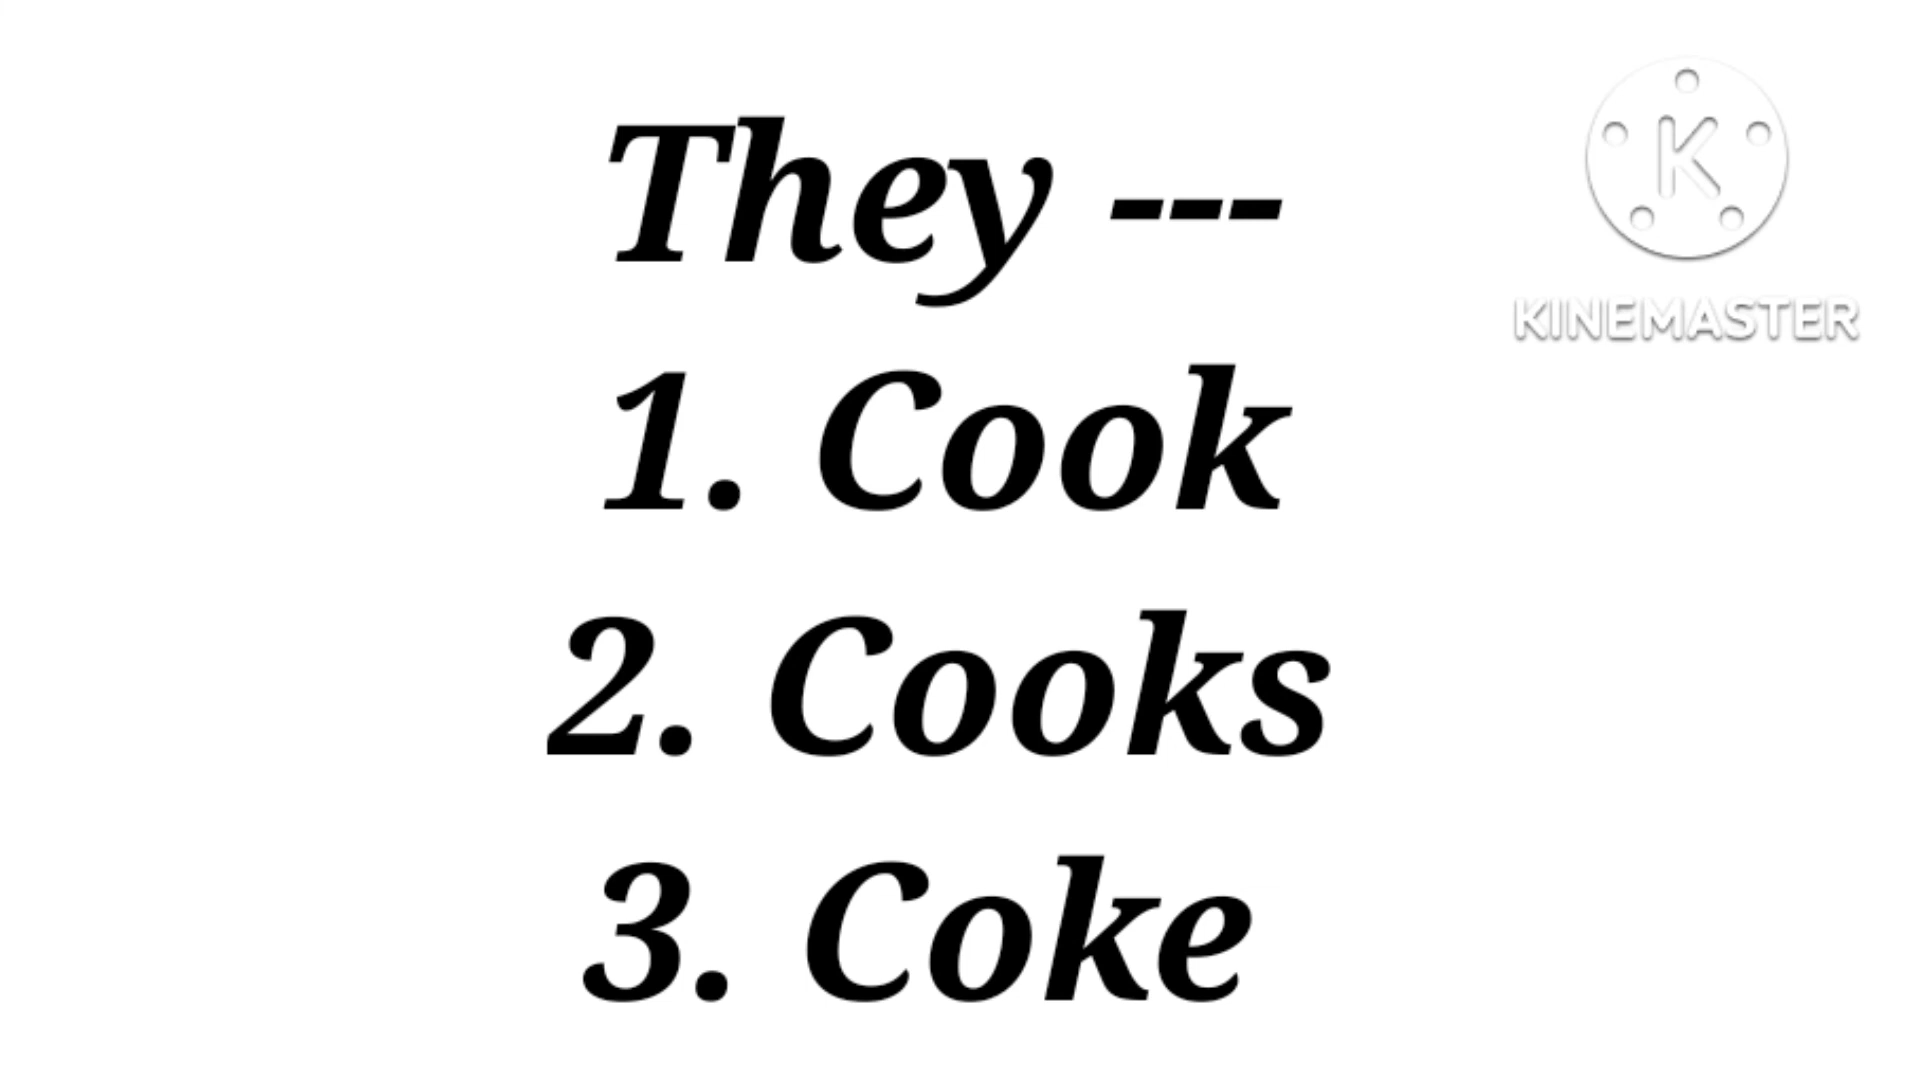 They ---
1. Cook
2. Cooks
3. Coke
K
KINEMASTER